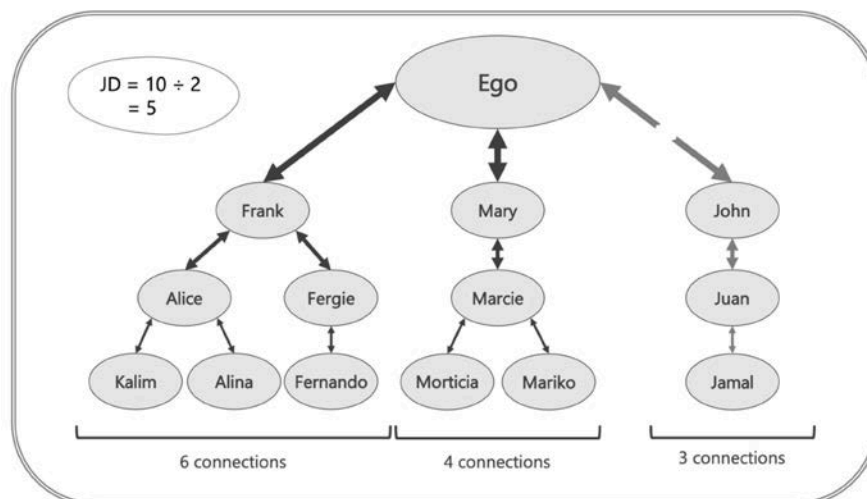 JD = 10 ÷ 2
= 5
Ego
Frank
Mary
John
Alice
Fergie
Marcie
Juan
Kalim
Alina
Fernando
Morticia
Mariko
Jamal
6 connections
4 connections
3 connections